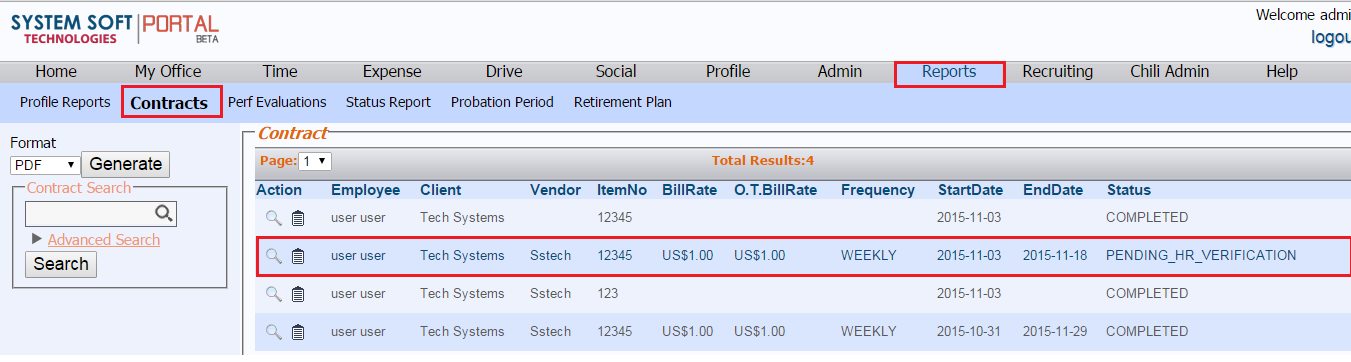 SYSTEM SOFT PORTAL
TECHNOLOGIES BETA
Welcome admi
logou
Home My Office Time Expense Drive Social Profile Admin Reports Recruiting Chili Admin Help
Profile Reports Contracts Perf Evaluations Status Report Probation Period Retirement Plan
Format
PDF Generate
Contract Search
Advanced Search
Search
Contract
Page: 1 Total Results:4
Action Employee Client Vendor ItemNo BillRate O.T.BillRate Frequency StartDate EndDate Status
user user Tech Systems 12345 2015-11-03 COMPLETED
user user Tech Systems Sstech 12345 US$1.00 US$1.00 WEEKLY 2015-11-03 2015-11-18 PENDING_HR_VERIFICATION
user user Tech Systems Sstech 123 2015-11-03 COMPLETED
user user Tech Systems Sstech 12345 US$1.00 US$1.00 WEEKLY 2015-10-31 2015-11-29 COMPLETED